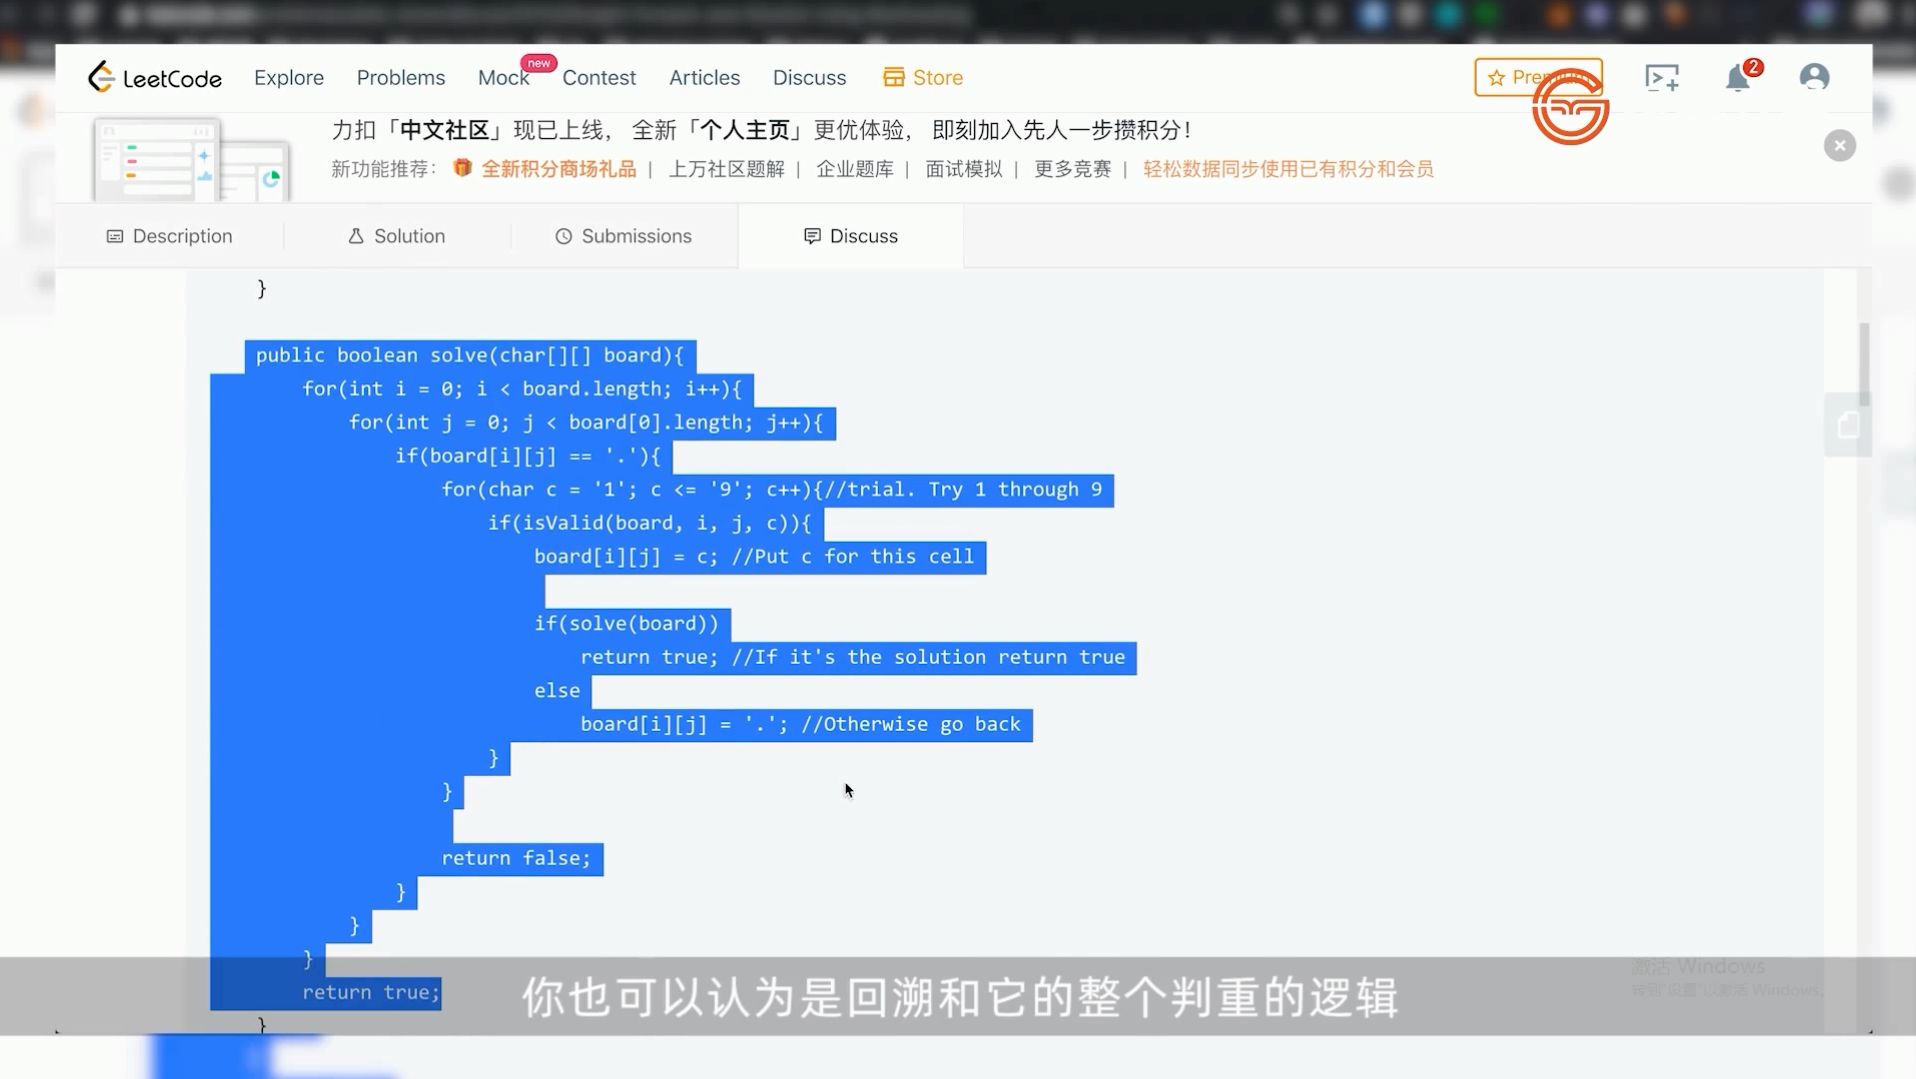 LeetCode Explore Problems Mock new Contest Articles Discuss Store 2
力扣「中文社区」现已上线， 全新「个人主页」更优体验， 即刻加入先人一步攒积分！
新功能推荐： 全新积分商场礼品 | 上万社区题解 | 企业题库 | 面试模拟 | 更多竞赛 | 轻松数据同步使用已有积分和会员
Description Solution Submissions Discuss
}
public boolean solve(char[][] board){
for(int i = 0; i < board.length; i++){
for(int j = 0; j < board[0].length; j++){
if(board[i][j] == '.'){
for(char c = '1'; c <= '9'; c++){//trial. Try 1 through 9
if(isValid(board, i, j, c)){
board[i][j] = c; //Put c for this cell
if(solve(board))
return true; //If it's the solution return true
else
board[i][j] = '.'; //Otherwise go back
}
}
return false;
}
}
}
return true;
}
你也可以认为是回溯和它的整个判重的逻辑
激活 Windows